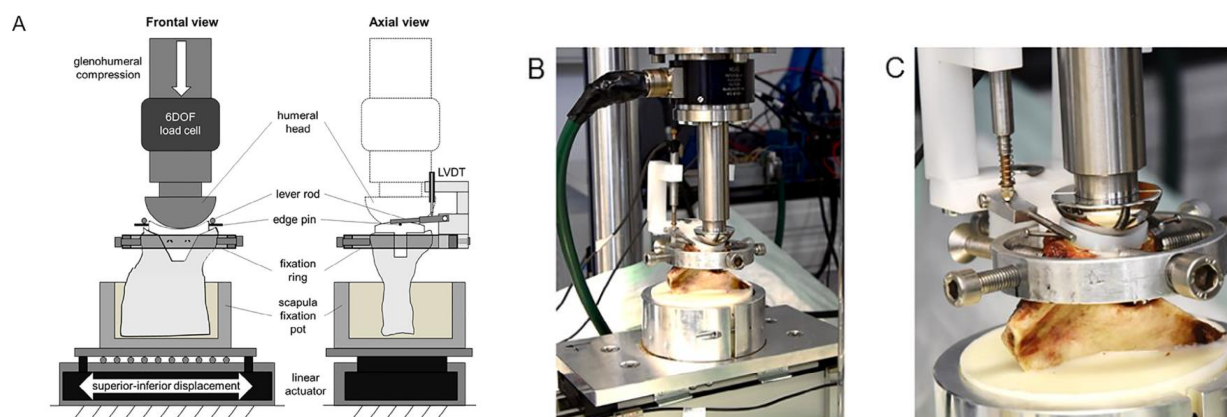 A
Frontal view
Axial view
glenohumeral
compression
6DOF
load cell
humeral
head
LVDT
lever rod
edge pin
fixation
ring
scapula
fixation
pot
superior-inferior displacement
linear
actuator
B
C